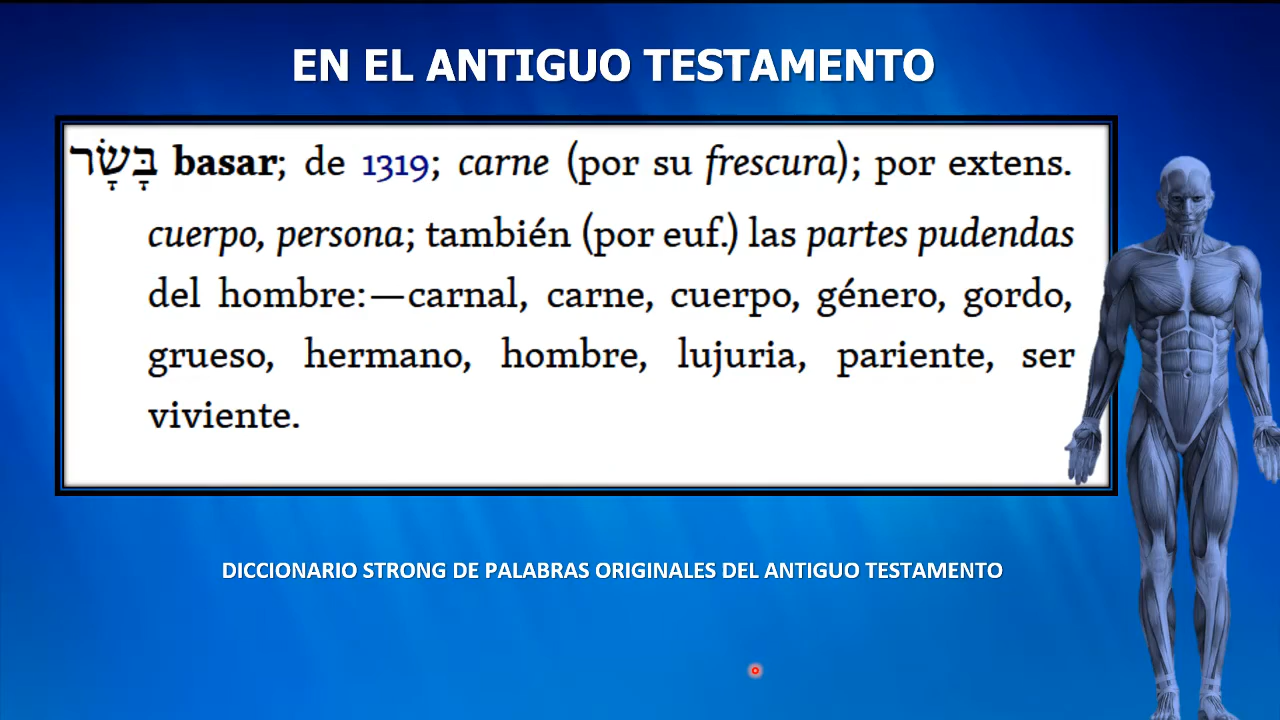 EN EL ANTIGUO TESTAMENTO
בָּשָׂר basar; de 1319; carne (por su frescura); por extens.
cuerpo, persona; también (por euf.) las partes pudendas
del hombre:—carnal, carne, cuerpo, género, gordo,
grueso, hermano, hombre, lujuria, pariente, ser
viviente.
DICCIONARIO STRONG DE PALABRAS ORIGINALES DEL ANTIGUO TESTAMENTO